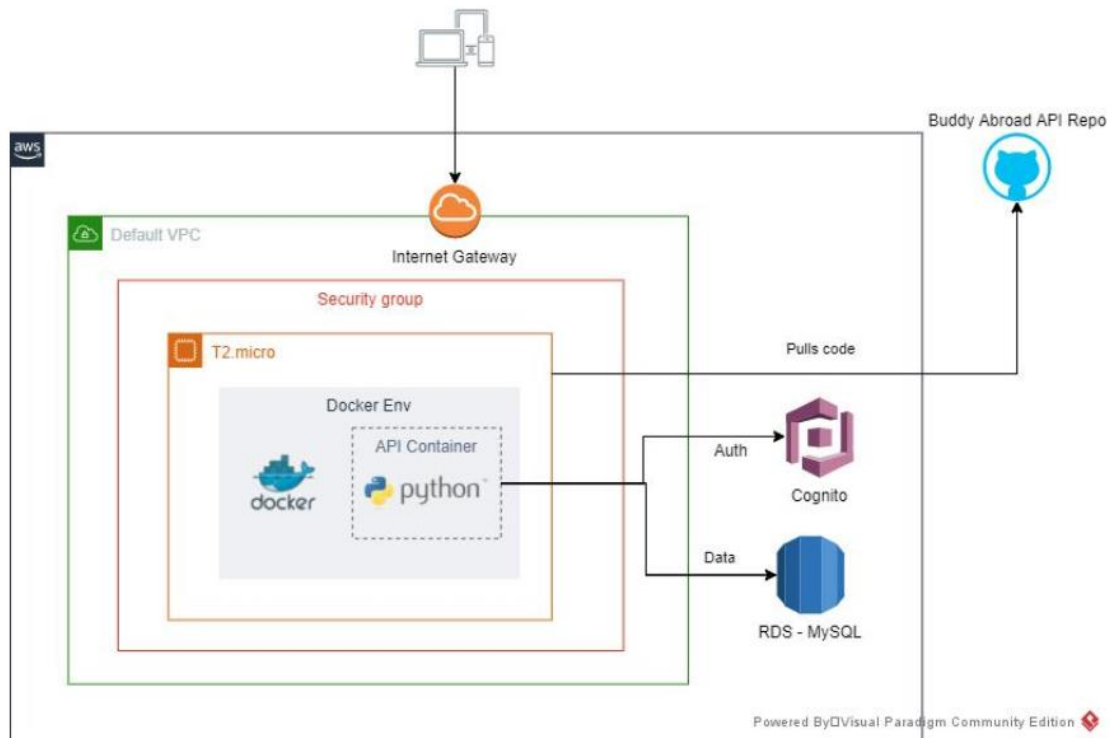 Buddy Abroad API Repo
aws
Default VPC
Internet Gateway
Security group
T2.micro
Pulls code
Docker Env
API Container
docker
python
Auth
Cognito
Data
RDS - MySQL
Powered By□Visual Paradigm Community Edition